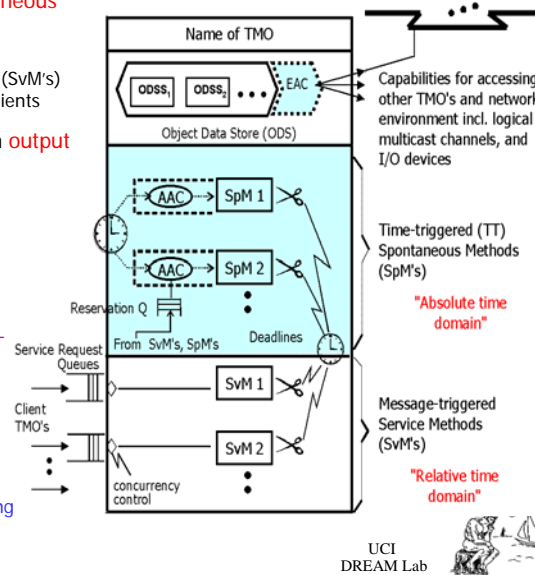 neous
(SvM's)
ients
output
ng
Name of TMO
ODSS1
ODSS2
EAC
Object Data Store (ODS)
Capabilities for accessing
other TMO's and network
environment incl. logical
multicast channels, and
I/O devices
AAC
SpM 1
AAC
SpM 2
Reservation Q
From SvM's, SpM's
Deadlines
Time-triggered (TT)
Spontaneous Methods
(SpM's)
"Absolute time
domain"
Service Request
Queues
Client
TMO's
SvM 1
SvM 2
concurrency
control
Message-triggered
Service Methods
(SvM's)
"Relative time
domain"
UCI
DREAM Lab